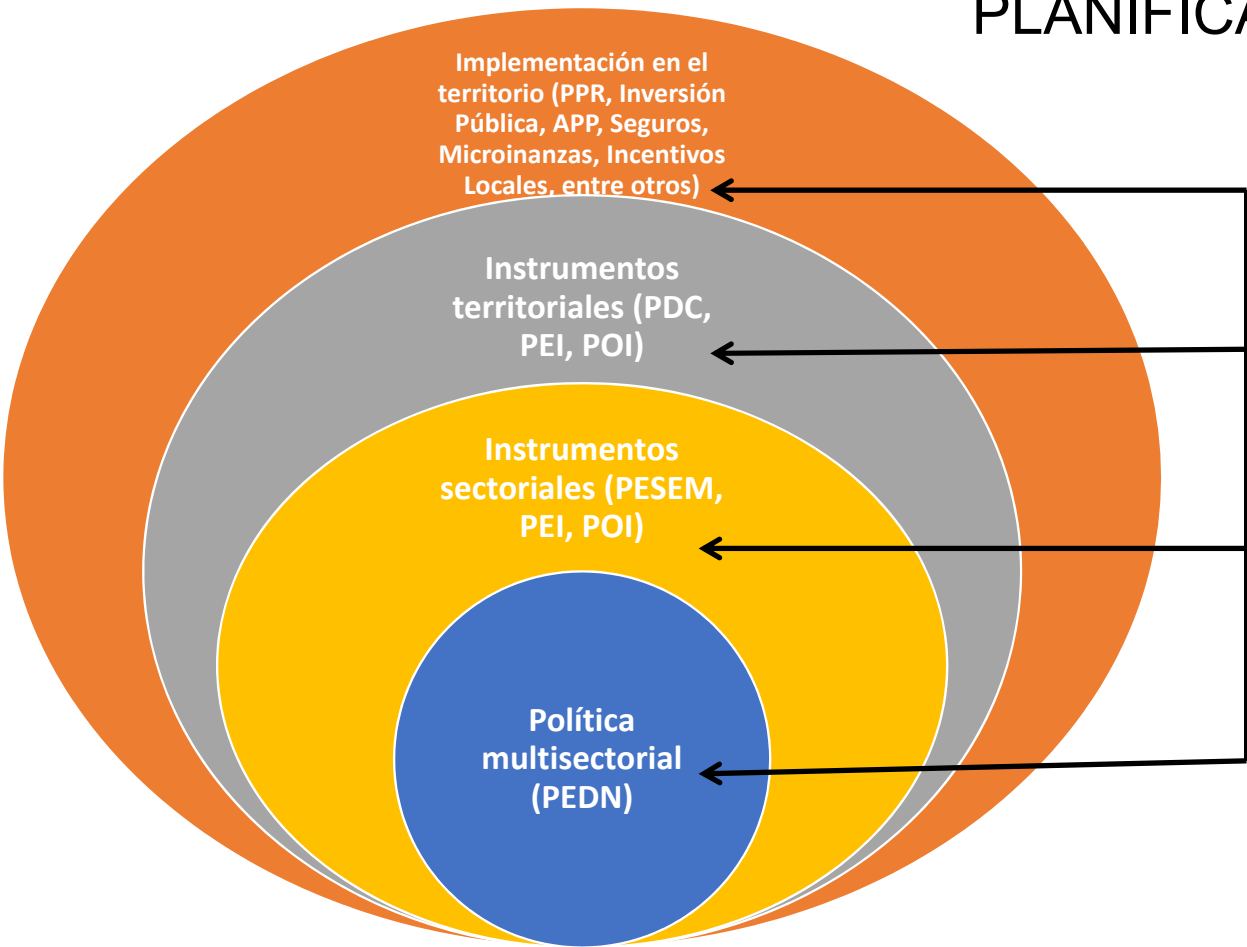 PLANIFICA
Implementación en el
territorio (PPR, Inversión
Pública, APP, Seguros,
Microinanzas, Incentivos
Locales, entre otros)
Instrumentos
territoriales (PDC,
PEI, POI)
Instrumentos
sectoriales (PESEM,
PEI, POI)
Política
multisectorial
(PEDN)